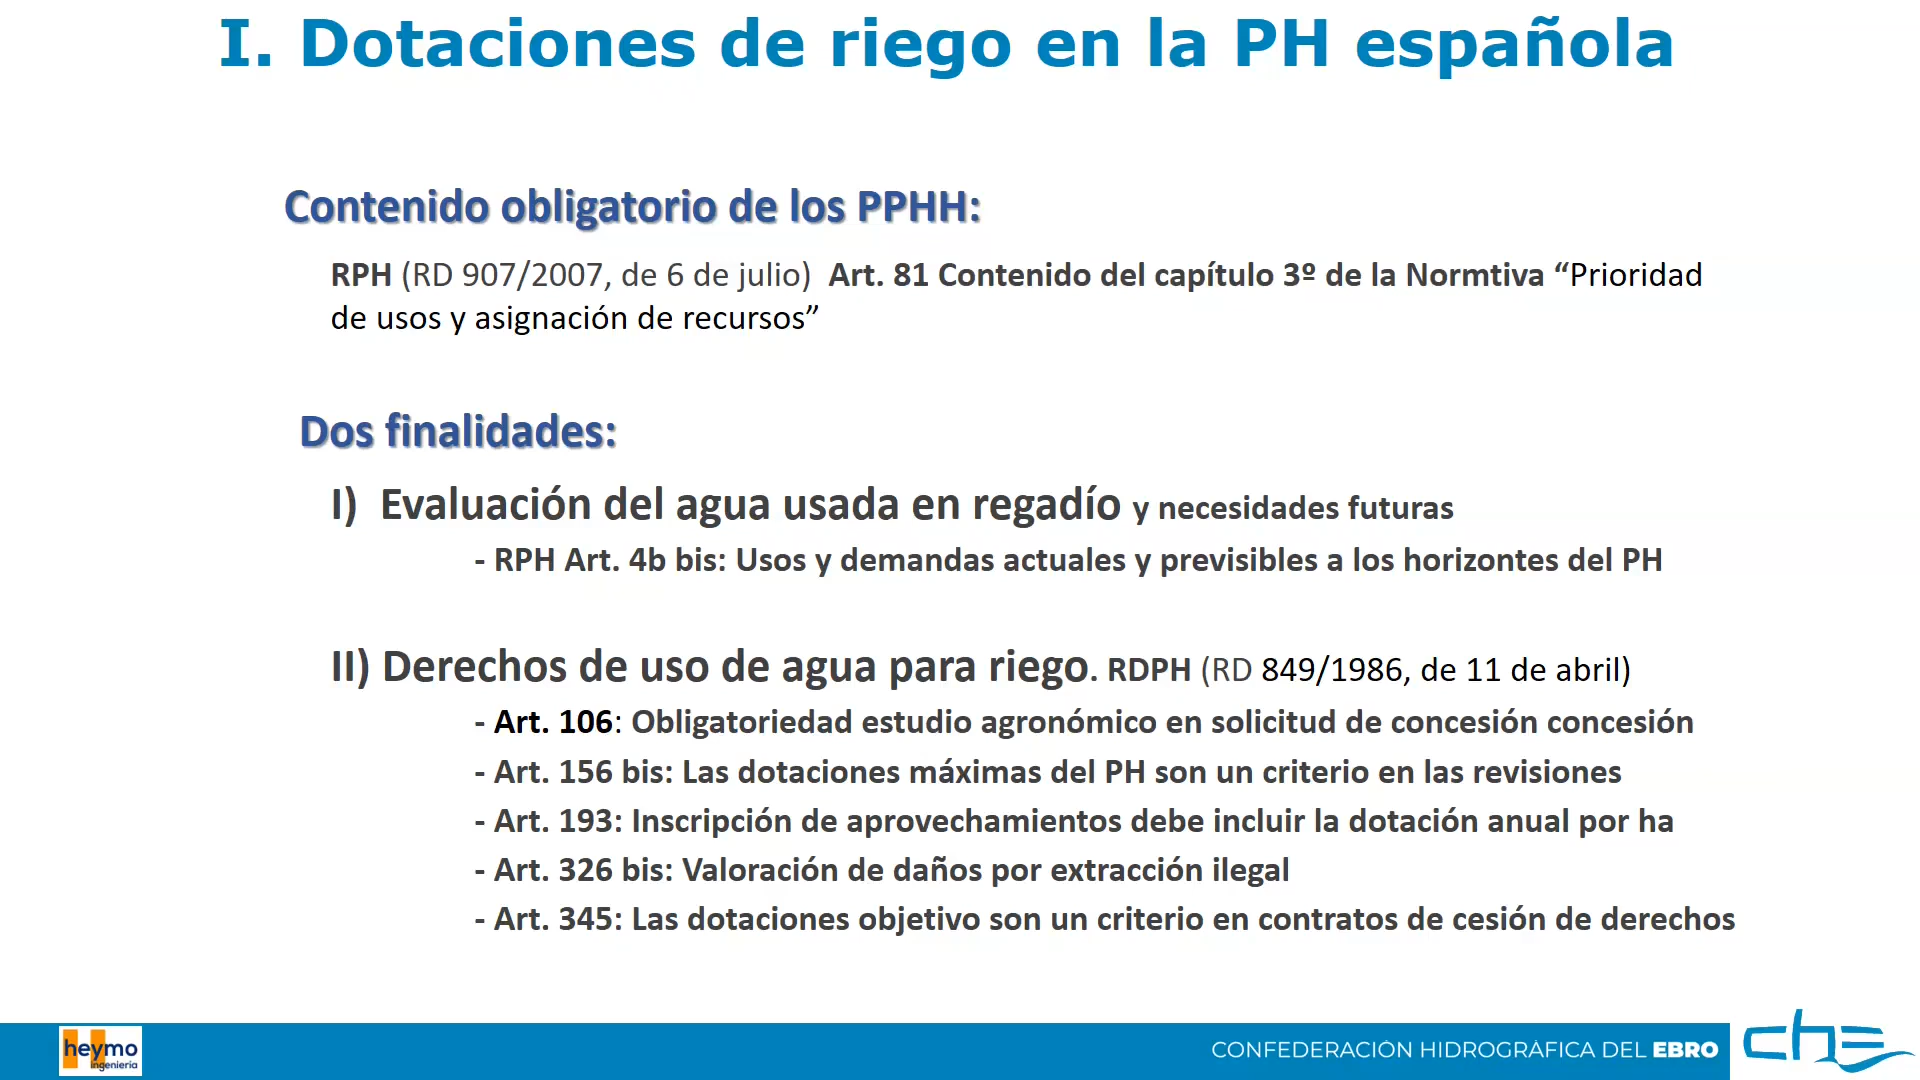 I. Dotaciones de riego en la PH española
Contenido obligatorio de los PPHH:
RPH (RD 907/2007, de 6 de julio) Art. 81 Contenido del capítulo 3º de la Normtiva “Prioridad
de usos y asignación de recursos”
Dos finalidades:
I) Evaluación del agua usada en regadío y necesidades futuras
- RPH Art. 4b bis: Usos y demandas actuales y previsibles a los horizontes del PH
II) Derechos de uso de agua para riego. RDPH (RD 849/1986, de 11 de abril)
- Art. 106: Obligatoriedad estudio agronómico en solicitud de concesión concesión
- Art. 156 bis: Las dotaciones máximas del PH son un criterio en las revisiones
- Art. 193: Inscripción de aprovechamientos debe incluir la dotación anual por ha
- Art. 326 bis: Valoración de daños por extracción ilegal
- Art. 345: Las dotaciones objetivo son un criterio en contratos de cesión de derechos
heymo
ingeniería
CONFEDERACIÓN HIDROGRÁFICA DEL EBRO
che